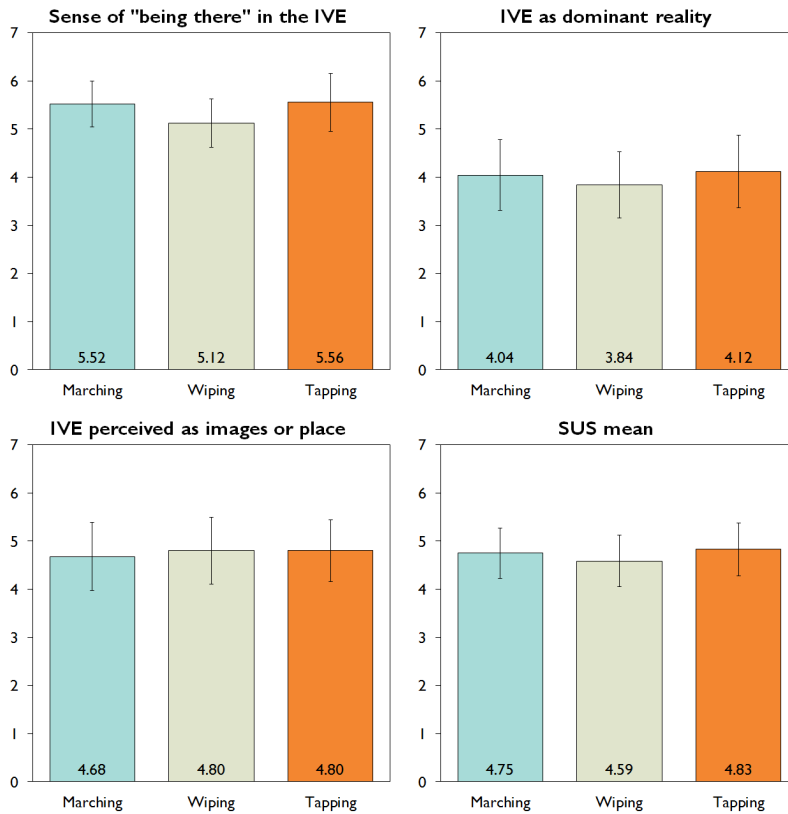 Sense of "being there" in the IVE
7
6
5
4
3
2
1
0
5.52 5.12 5.56
Marching Wiping Tapping
IVE as dominant reality
7
6
5
4
3
2
1
0
4.04 3.84 4.12
Marching Wiping Tapping
IVE perceived as images or place
7
6
5
4
3
2
1
0
4.68 4.80 4.80
Marching Wiping Tapping
SUS mean
7
6
5
4
3
2
1
0
4.75 4.59 4.83
Marching Wiping Tapping